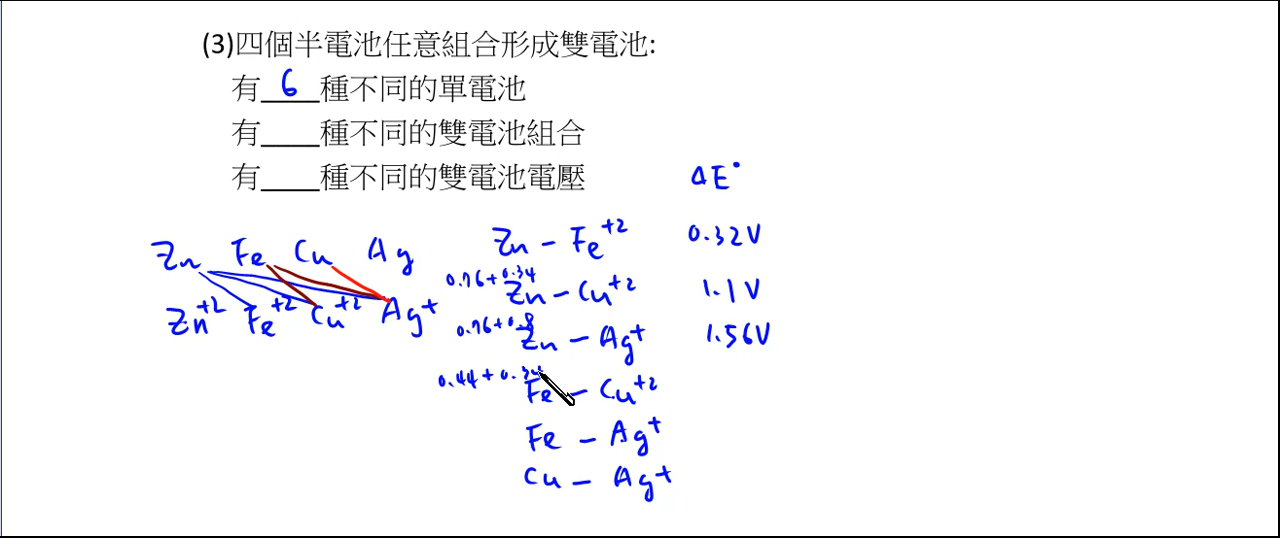 (3)四個半電池任意組合形成雙電池:
有 6 種不同的單電池
有____種不同的雙電池組合
有____種不同的雙電池電壓
ΔE°
Zn Fe Cu Ag
Zn+2 Fe+2 Cu+2 Ag+
Zn – Fe+2 0.32V
0.76+0.34
Zn – Cu+2 1.1V
0.76+0.8
Zn – Ag+ 1.56V
0.44+0.34
Fe – Cu+2
Fe – Ag+
Cu – Ag+